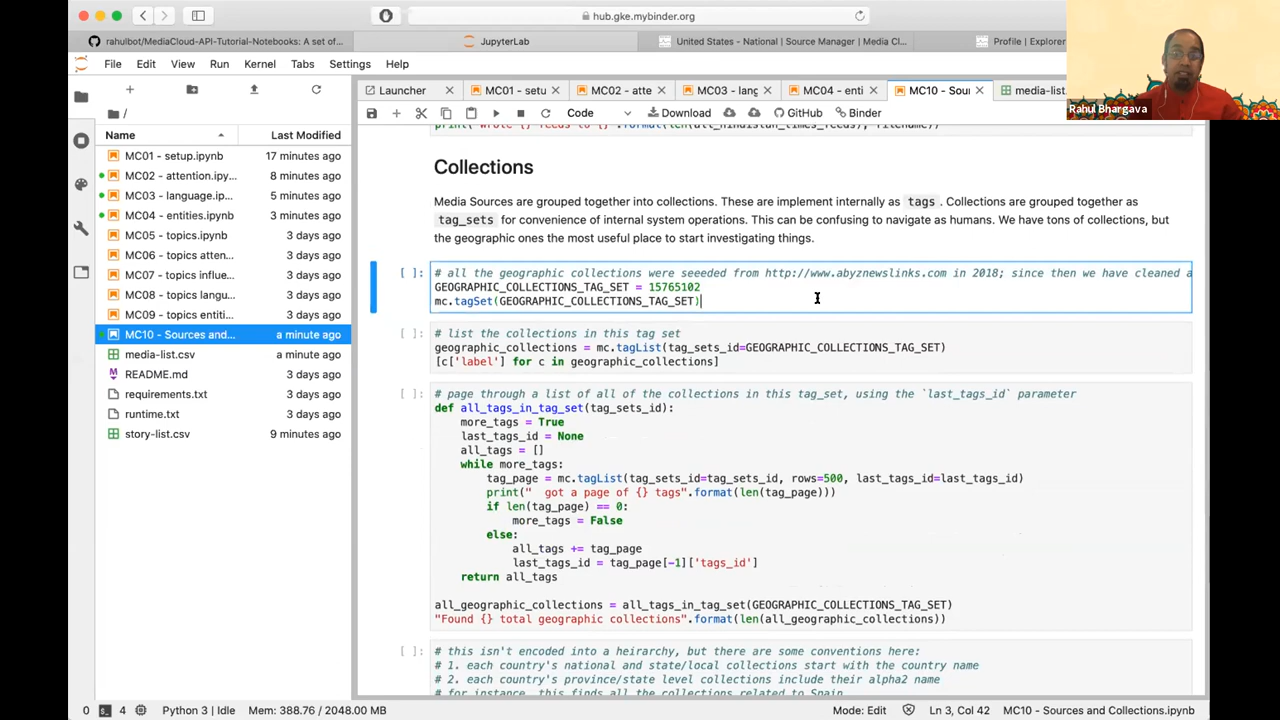 hub.gke.mybinder.org
rahulbot/MediaCloud-API-Tutorial-Notebooks: A set of...
JupyterLab
United States - National | Source Manager | Media Cl...
Profile | Explorer
File Edit View Run Kernel Tabs Settings Help
Rahul Bhargava
Launcher
MC01 - setu
MC02 - atte
MC03 - lang
MC04 - enti
MC10 - Sour
media-list.
Code
Download
GitHub
Binder
/
Name
Last Modified
MC01 - setup.ipynb 17 minutes ago
MC02 - attention.ipy... 8 minutes ago
MC03 - language.ip... 5 minutes ago
MC04 - entities.ipynb 3 minutes ago
MC05 - topics.ipynb 3 days ago
MC06 - topics atten... 3 days ago
MC07 - topics influe... 3 days ago
MC08 - topics langu... 3 days ago
MC09 - topics entiti... 3 days ago
MC10 - Sources and... a minute ago
media-list.csv a minute ago
README.md 3 days ago
requirements.txt 3 days ago
runtime.txt 3 days ago
story-list.csv 9 minutes ago
Collections
Media Sources are grouped together into collections. These are implement internally as tags . Collections are grouped together as
tag_sets for convenience of internal system operations. This can be confusing to navigate as humans. We have tons of collections, but
the geographic ones the most useful place to start investigating things.
[ ]:
# all the geographic collections were seeeded from http://www.abyznewslinks.com in 2018; since then we have cleaned a
GEOGRAPHIC_COLLECTIONS_TAG_SET = 15765102
mc.tagSet(GEOGRAPHIC_COLLECTIONS_TAG_SET)
[ ]:
# list the collections in this tag set
geographic_collections = mc.tagList(tag_sets_id=GEOGRAPHIC_COLLECTIONS_TAG_SET)
[c['label'] for c in geographic_collections]
[ ]:
# page through a list of all of the collections in this tag_set, using the `last_tags_id` parameter
def all_tags_in_tag_set(tag_sets_id):
more_tags = True
last_tags_id = None
all_tags = []
while more_tags:
tag_page = mc.tagList(tag_sets_id=tag_sets_id, rows=500, last_tags_id=last_tags_id)
print("  got a page of {} tags".format(len(tag_page)))
if len(tag_page) == 0:
more_tags = False
else:
all_tags += tag_page
last_tags_id = tag_page[-1]['tags_id']
return all_tags
all_geographic_collections = all_tags_in_tag_set(GEOGRAPHIC_COLLECTIONS_TAG_SET)
"Found {} total geographic collections".format(len(all_geographic_collections))
[ ]:
# this isn't encoded into a heirarchy, but there are some conventions here:
# 1. each country's national and state/local collections start with the country name
# 2. each country's province/state level collections include their alpha2 name
# for instance, this finds all the collections related to Spain
0 4 Python 3 | Idle Mem: 388.76 / 2048.00 MB Mode: Edit Ln 3, Col 42 MC10 - Sources and Collections.ipynb